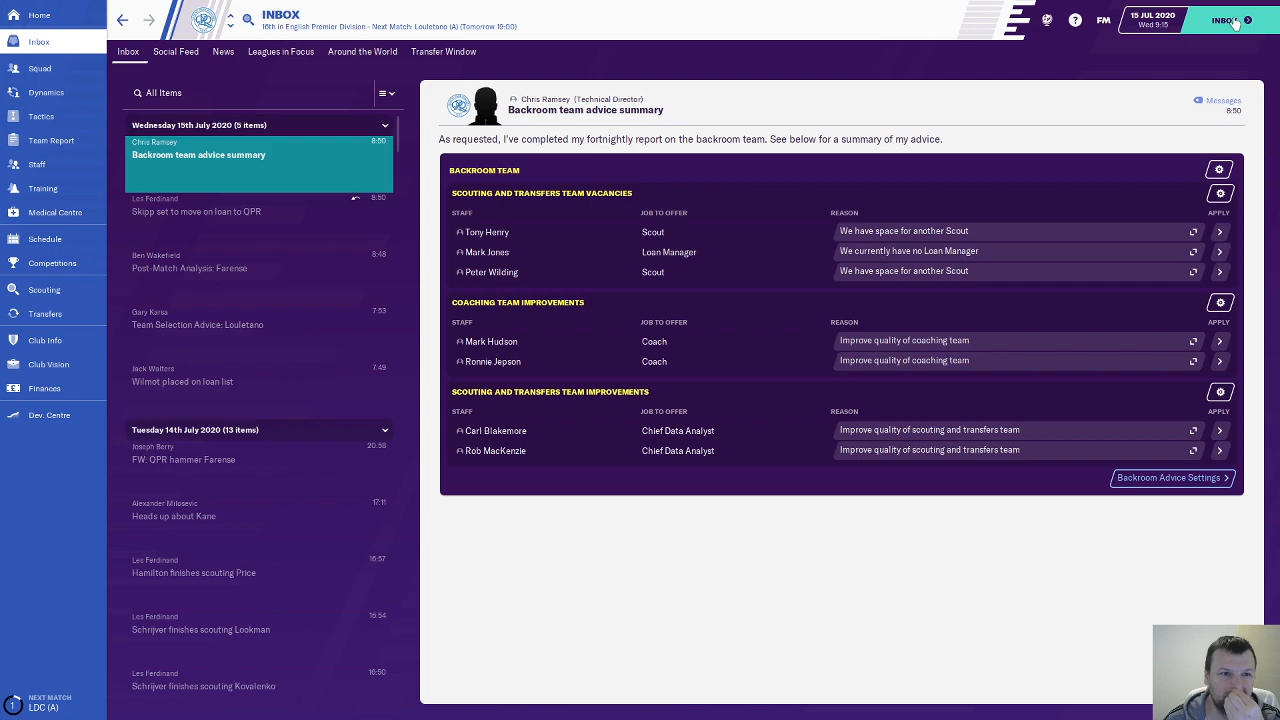 INBOX
16th in English Premier Division - Next Match: Louletano (A) (Tomorrow 19:00)
FM
15 JUL 2020
Wed 9:15
INBOX
Home
Inbox
Squad
Dynamics
Tactics
Team Report
Staff
Training
Medical Centre
Schedule
Competitions
Scouting
Transfers
Club Info
Club Vision
Finances
Dev. Centre
1
NEXT MATCH
LDC (A)
Inbox
Social Feed
News
Leagues in Focus
Around the World
Transfer Window
All Items
Wednesday 15th July 2020 (5 items)
Chris Ramsey 8:50
Backroom team advice summary
Les Ferdinand 8:50
Skipp set to move on loan to QPR
Ben Wakefield 8:48
Post-Match Analysis: Farense
Gary Karsa 7:53
Team Selection Advice: Louletano
Jack Walters 7:49
Wilmot placed on loan list
Tuesday 14th July 2020 (13 items)
Joseph Berry 20:58
FW: QPR hammer Farense
Alexander Milosevic 17:11
Heads up about Kane
Les Ferdinand 16:57
Hamilton finishes scouting Price
Les Ferdinand 16:54
Schrijver finishes scouting Lookman
Les Ferdinand 16:50
Schrijver finishes scouting Kovalenko
Chris Ramsey (Technical Director)
Backroom team advice summary
Messages
8:50
As requested, I've completed my fortnightly report on the backroom team. See below for a summary of my advice.
BACKROOM TEAM
SCOUTING AND TRANSFERS TEAM VACANCIES
STAFF JOB TO OFFER REASON APPLY
Tony Henry Scout We have space for another Scout
Mark Jones Loan Manager We currently have no Loan Manager
Peter Wilding Scout We have space for another Scout
COACHING TEAM IMPROVEMENTS
STAFF JOB TO OFFER REASON APPLY
Mark Hudson Coach Improve quality of coaching team
Ronnie Jepson Coach Improve quality of coaching team
SCOUTING AND TRANSFERS TEAM IMPROVEMENTS
STAFF JOB TO OFFER REASON APPLY
Carl Blakemore Chief Data Analyst Improve quality of scouting and transfers team
Rob MacKenzie Chief Data Analyst Improve quality of scouting and transfers team
Backroom Advice Settings